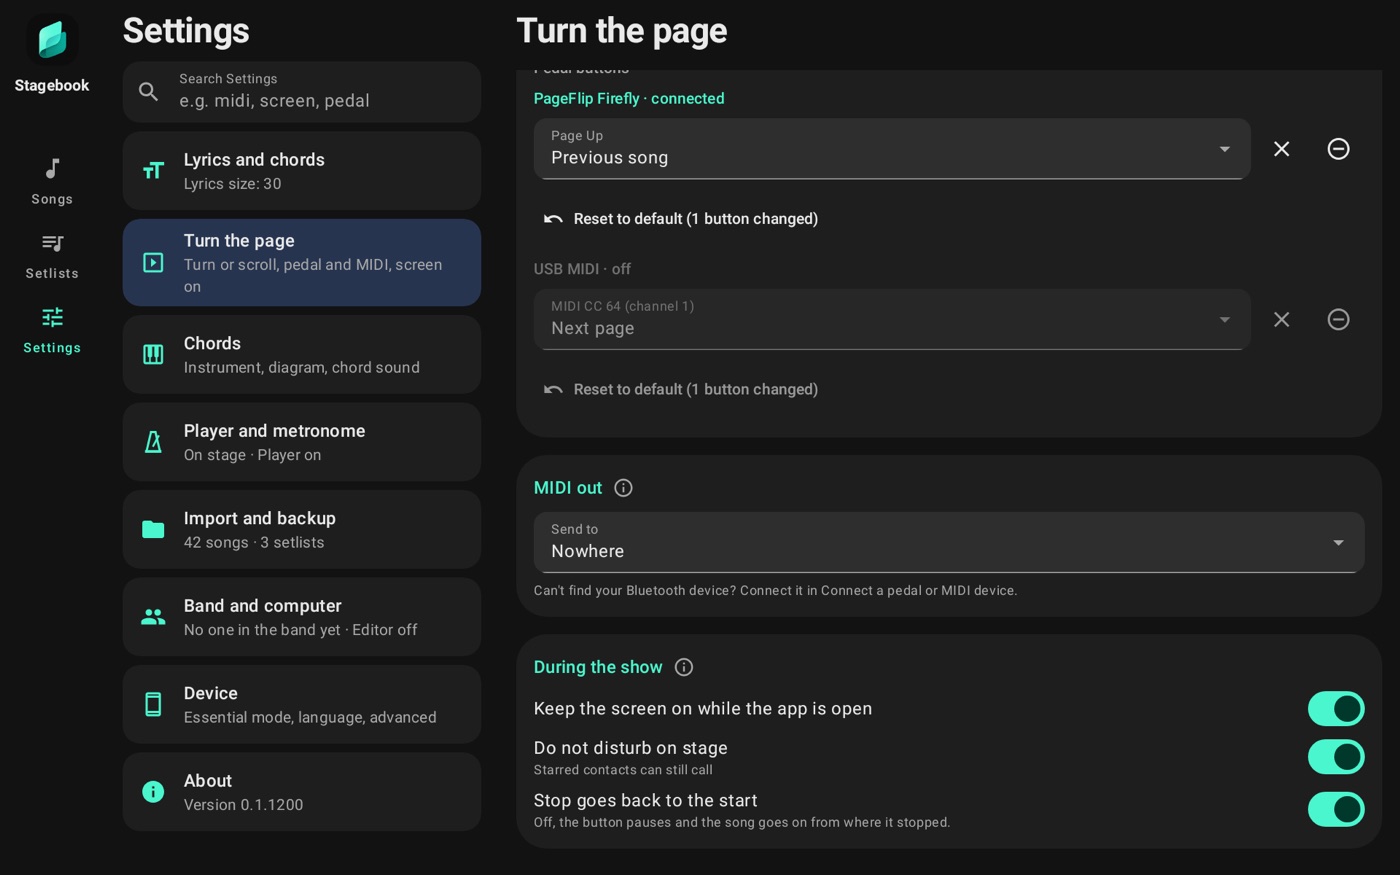 Stagebook
Songs
Setlists
Settings
Settings
Search Settings
e.g. midi, screen, pedal
Lyrics and chords
Lyrics size: 30
Turn the page
Turn or scroll, pedal and MIDI, screen
on
Chords
Instrument, diagram, chord sound
Player and metronome
On stage · Player on
Import and backup
42 songs · 3 setlists
Band and computer
No one in the band yet · Editor off
Device
Essential mode, language, advanced
About
Version 0.1.1200
Turn the page
Pedal buttons
PageFlip Firefly · connected
Page Up
Previous song
Reset to default (1 button changed)
USB MIDI · off
MIDI CC 64 (channel 1)
Next page
Reset to default (1 button changed)
MIDI out
Send to
Nowhere
Can't find your Bluetooth device? Connect it in Connect a pedal or MIDI device.
During the show
Keep the screen on while the app is open
Do not disturb on stage
Starred contacts can still call
Stop goes back to the start
Off, the button pauses and the song goes on from where it stopped.